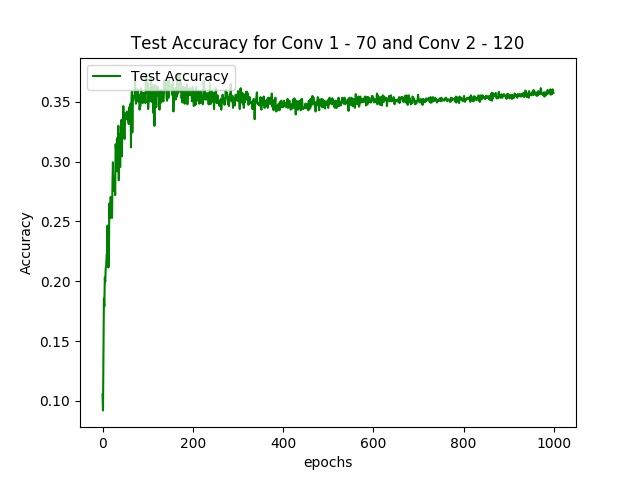 Test Accuracy for Conv 1 - 70 and Conv 2 - 120
Test Accuracy
0.35
0.30
0.25
0.20
0.15
0.10
Accuracy
0 200 400 600 800 1000
epochs